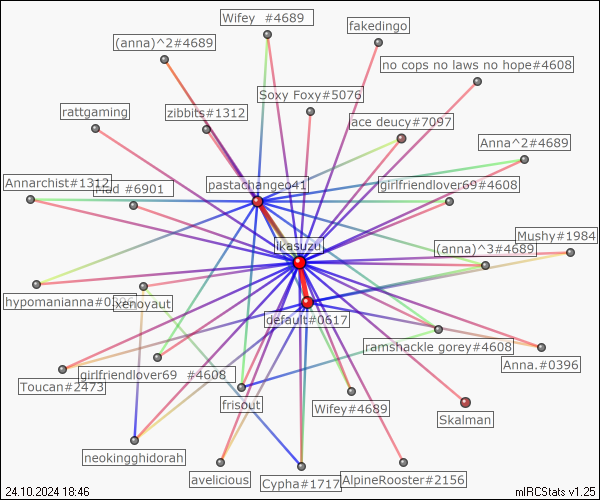 Wifey  #4689
fakedingo
(anna)^2#4689
no cops no laws no hope#4608
Soxy Foxy#5076
rattgaming
zibbits#1312
ace deucy#7097
Anna^2#4689
Annarchist#1312
#6901
pastachangeo41
girlfriendlover69#4608
Mushy#1984
ikasuzu
(anna)^3#4689
xenoyaut
default#0617
ramshackle gorey#4608
Anna.#0396
girlfriendlover69  #4608
Toucan#2473
frisout
Wifey#4689
Skalman
neokingghidorah
avelicious
Cypha#1717
AlpineRooster#2156
24.10.2024 18:46
mIRCStats v1.25